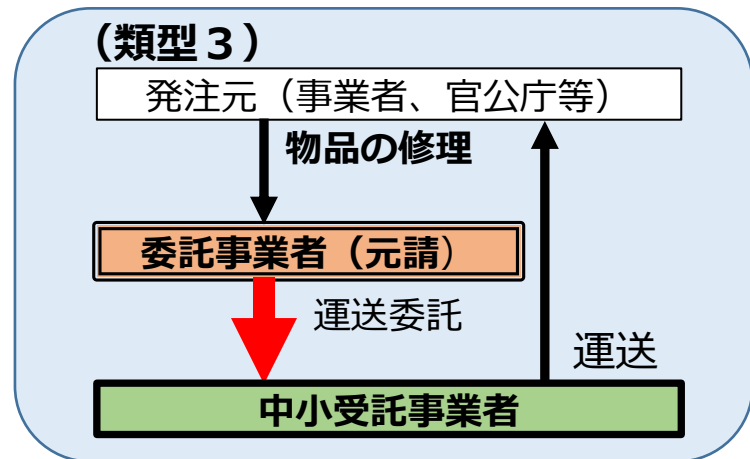 （類型３）
発注元（事業者、官公庁等）
物品の修理
委託事業者（元請）
運送委託
運送
中小受託事業者